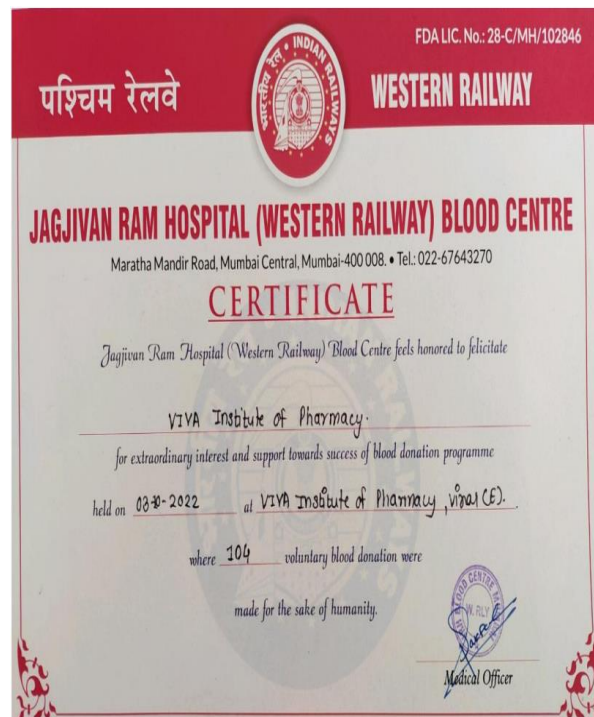 FDA LIC. No.: 28-C/MH/102846
पश्चिम रेलवे
भारतीय रेल • INDIAN RAILWAYS
WESTERN RAILWAY
JAGJIVAN RAM HOSPITAL (WESTERN RAILWAY) BLOOD CENTRE
Maratha Mandir Road, Mumbai Central, Mumbai-400 008. • Tel.: 022-67643270
CERTIFICATE
Jagjivan Ram Hospital (Western Railway) Blood Centre feels honored to felicitate
VIVA Institute of Pharmacy.
for extraordinary interest and support towards success of blood donation programme
held on -2022 at VIVA Institute of Pharmacy, Virar (E).
where 104 voluntary blood donation were
made for the sake of humanity.
BLOOD CENTRE
W. RLY
Medical Officer